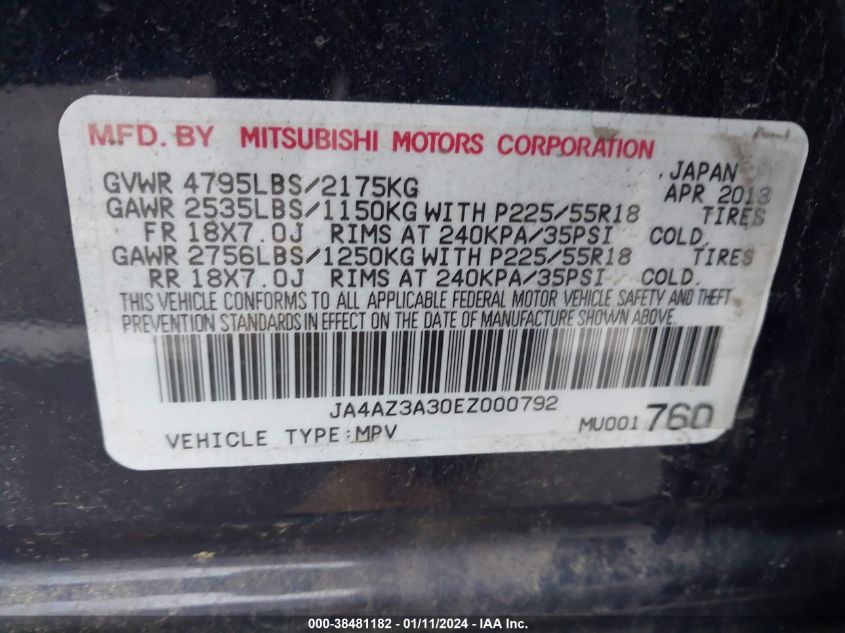 MFD. BY MITSUBISHI MOTORS CORPORATION
.JAPAN
GVWR 4795LBS/2175KG APR 2013
GAWR 2535LBS/1150KG WITH P225/55R18 TIRES
FR 18X7.0J RIMS AT 240KPA/35PSI COLD.
GAWR 2756LBS/1250KG WITH P225/55R18 TIRES
RR 18X7.0J RIMS AT 240KPA/35PSI COLD.
THIS VEHICLE CONFORMS TO ALL APPLICABLE FEDERAL MOTOR VEHICLE SAFETY AND THEFT
PREVENTION STANDARDS IN EFFECT ON THE DATE OF MANUFACTURE SHOWN ABOVE.
JA4AZ3A30EZ000792
VEHICLE TYPE:MPV MU001760
000-38481182 - 01/11/2024 - IAA Inc.